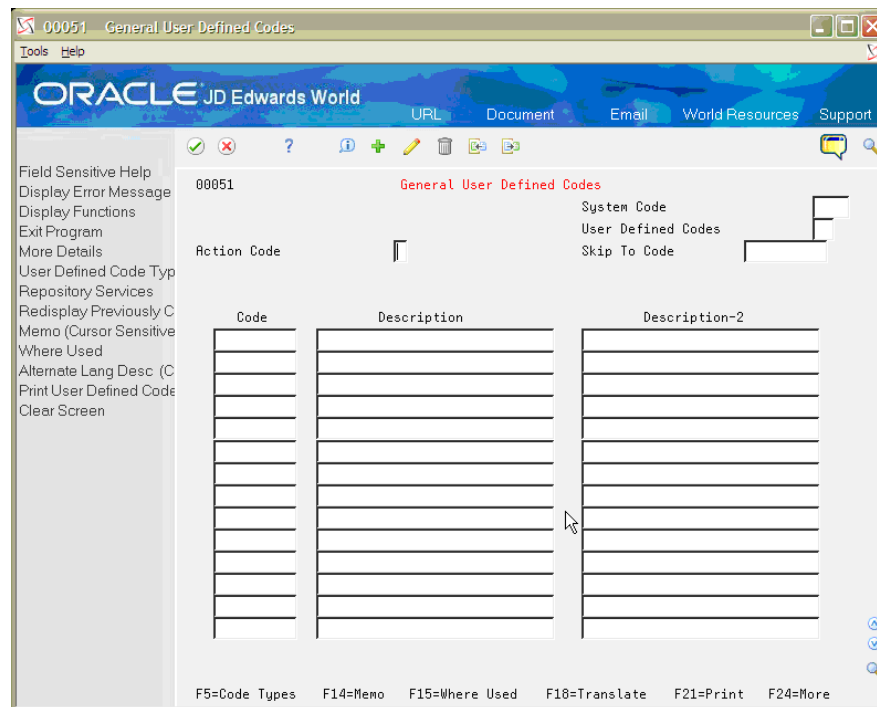 00051 General User Defined Codes
Tools Help
ORACLE JD Edwards World
URL Document Email World Resources Support
Field Sensitive Help
Display Error Message
Display Functions
Exit Program
More Details
User Defined Code Typ
Repository Services
Redisplay Previously C
Memo (Cursor Sensitive
Where Used
Alternate Lang Desc (C
Print User Defined Code
Clear Screen
00051 General User Defined Codes
System Code
User Defined Codes
Action Code Skip To Code
Code Description Description-2
F5=Code Types F14=Memo F15=Where Used F18=Translate F21=Print F24=More